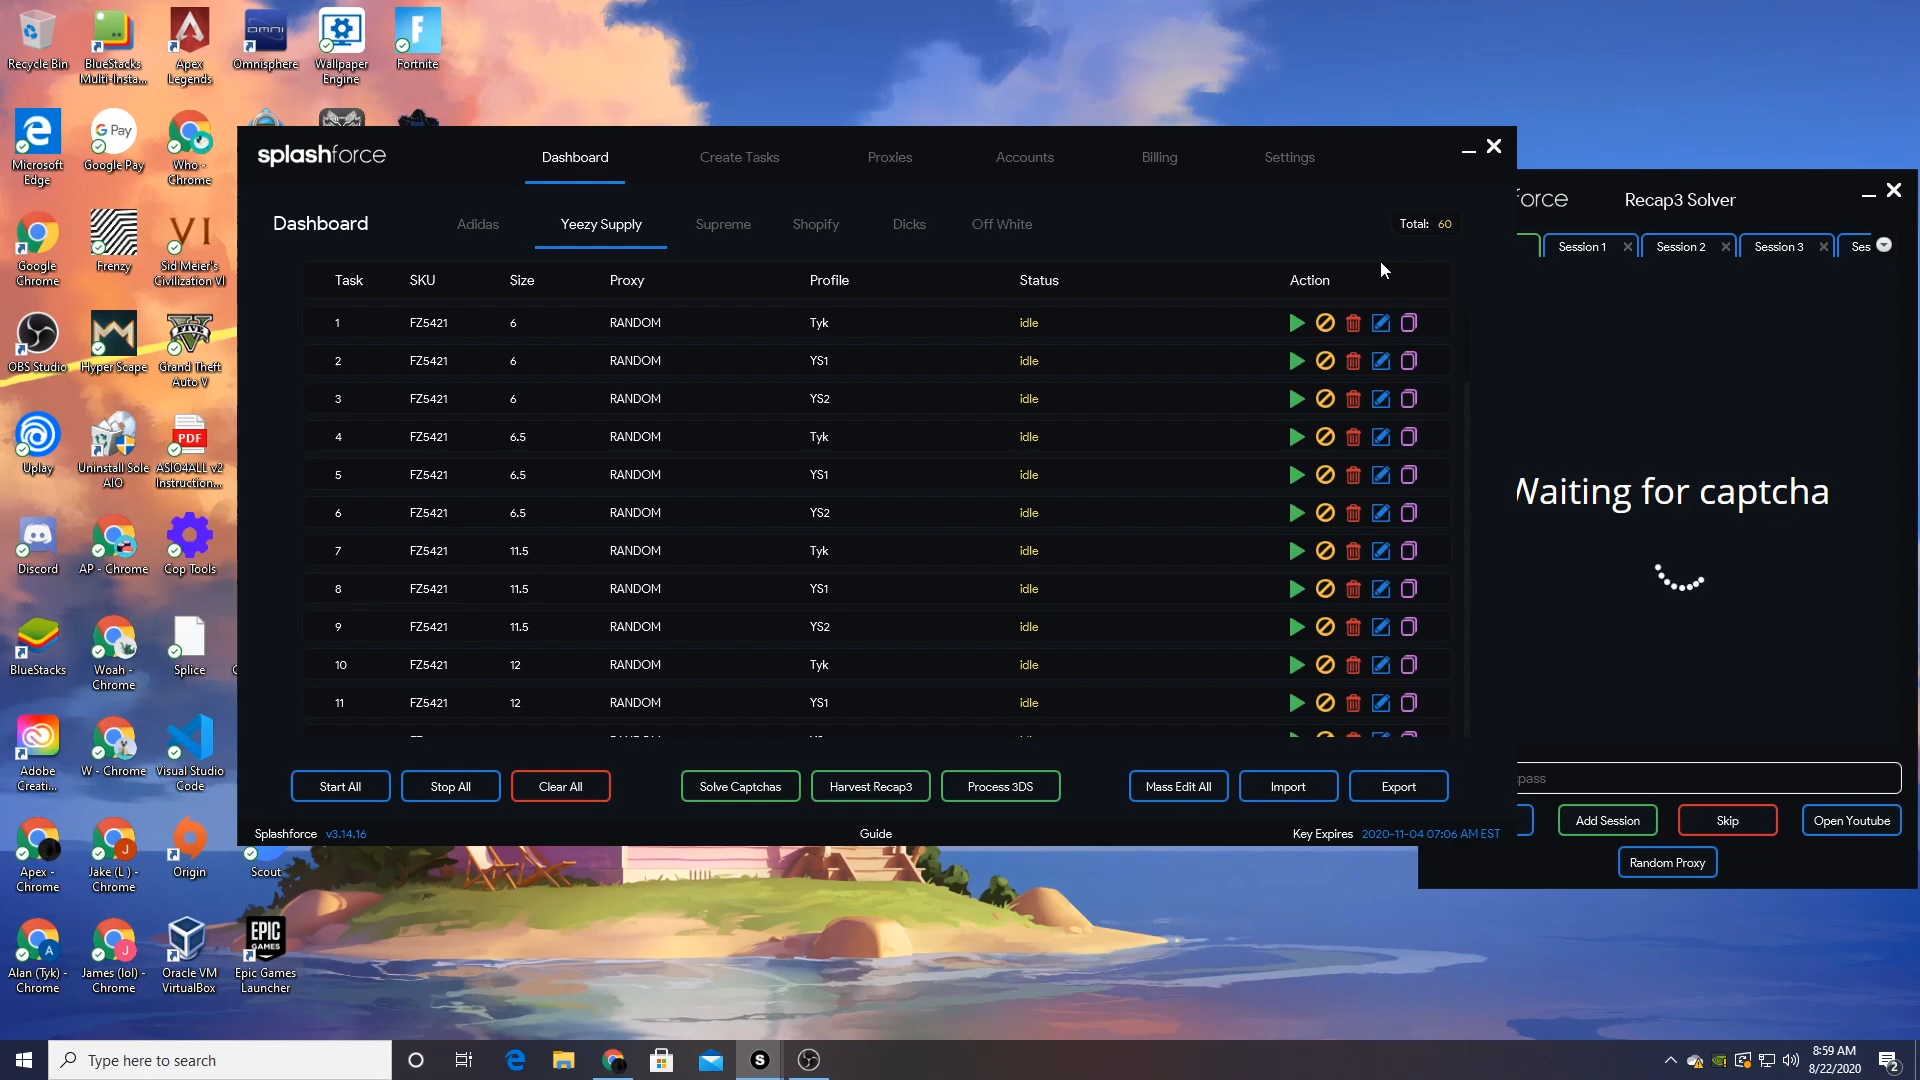 Recycle Bin
BlueStacks
Multi-Insta...
Apex
Legends
Omnisphere
Wallpaper
Engine
Fortnite
Microsoft
Edge
Google Pay
Who -
Chrome
Google
Chrome
Frenzy
Sid Meier's
Civilization VI
OBS Studio
Hyper Scape
Grand Theft
Auto V
Uplay
Uninstall Sole
AIO
ASIO4ALL v2
Instruction...
Discord
AP - Chrome
Cop Tools
BlueStacks
Woah -
Chrome
Splice
Adobe
Creati...
W - Chrome
Visual Studio
Code
Apex -
Chrome
Jake (L ) -
Chrome
Origin
Scout
Alan (Tyk) -
Chrome
James (lol) -
Chrome
Oracle VM
VirtualBox
Epic Games
Launcher
splashforce
Dashboard
Create Tasks
Proxies
Accounts
Billing
Settings
Dashboard
Adidas
Yeezy Supply
Supreme
Shopify
Dicks
Off White
Total: 60
Task SKU Size Proxy Profile Status Action
1 FZ5421 6 RANDOM Tyk idle
2 FZ5421 6 RANDOM YS1 idle
3 FZ5421 6 RANDOM YS2 idle
4 FZ5421 6.5 RANDOM Tyk idle
5 FZ5421 6.5 RANDOM YS1 idle
6 FZ5421 6.5 RANDOM YS2 idle
7 FZ5421 11.5 RANDOM Tyk idle
8 FZ5421 11.5 RANDOM YS1 idle
9 FZ5421 11.5 RANDOM YS2 idle
10 FZ5421 12 RANDOM Tyk idle
11 FZ5421 12 RANDOM YS1 idle
Start All
Stop All
Clear All
Solve Captchas
Harvest Recap3
Process 3DS
Mass Edit All
Import
Export
Splashforce v3.14.16
Guide
Key Expires 2020-11-04 07:06 AM EST
force
Recap3 Solver
Session 1
Session 2
Session 3
Ses
Waiting for captcha
pass
Add Session
Skip
Open Youtube
Random Proxy
Type here to search
8:59 AM
8/22/2020
2